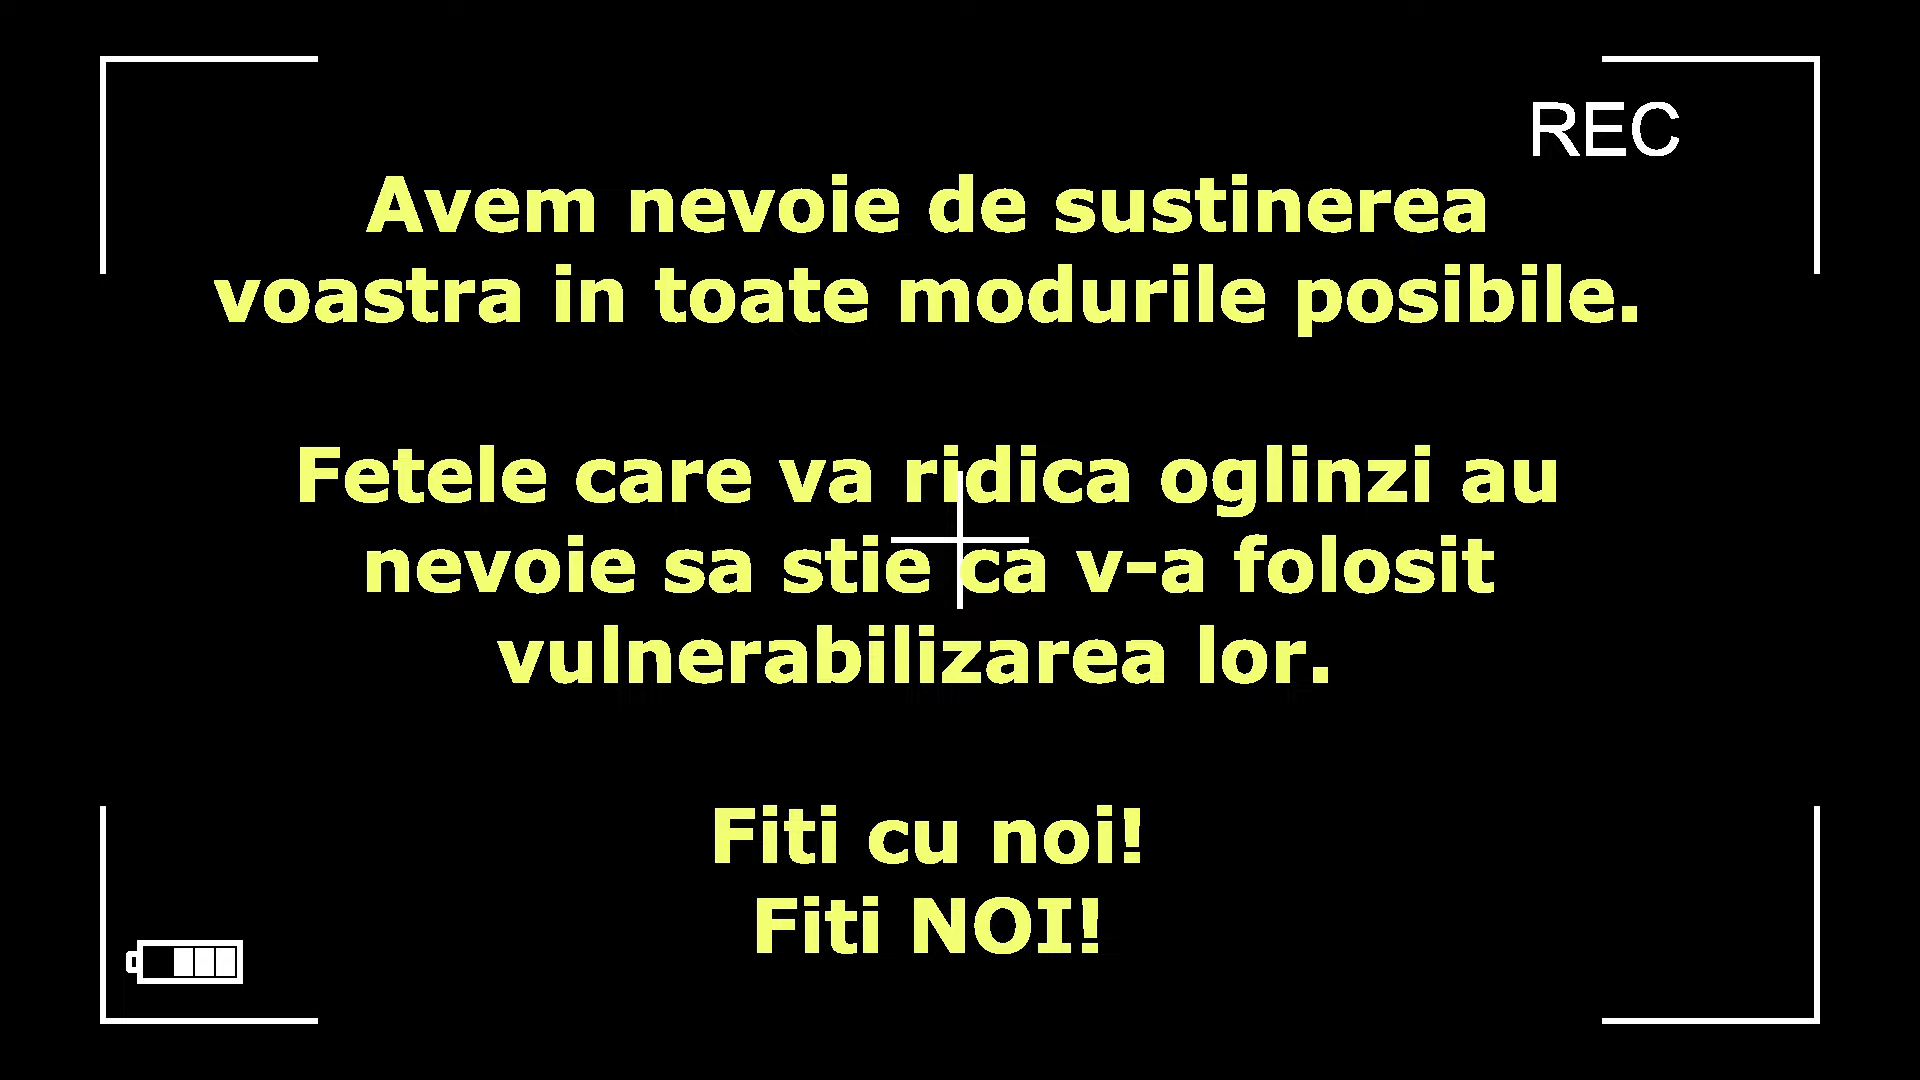 REC
Avem nevoie de sustinerea
voastra in toate modurile posibile.
Fetele care va ridica oglinzi au
nevoie sa stie ca v-a folosit
vulnerabilizarea lor.
Fiti cu noi!
Fiti NOI!